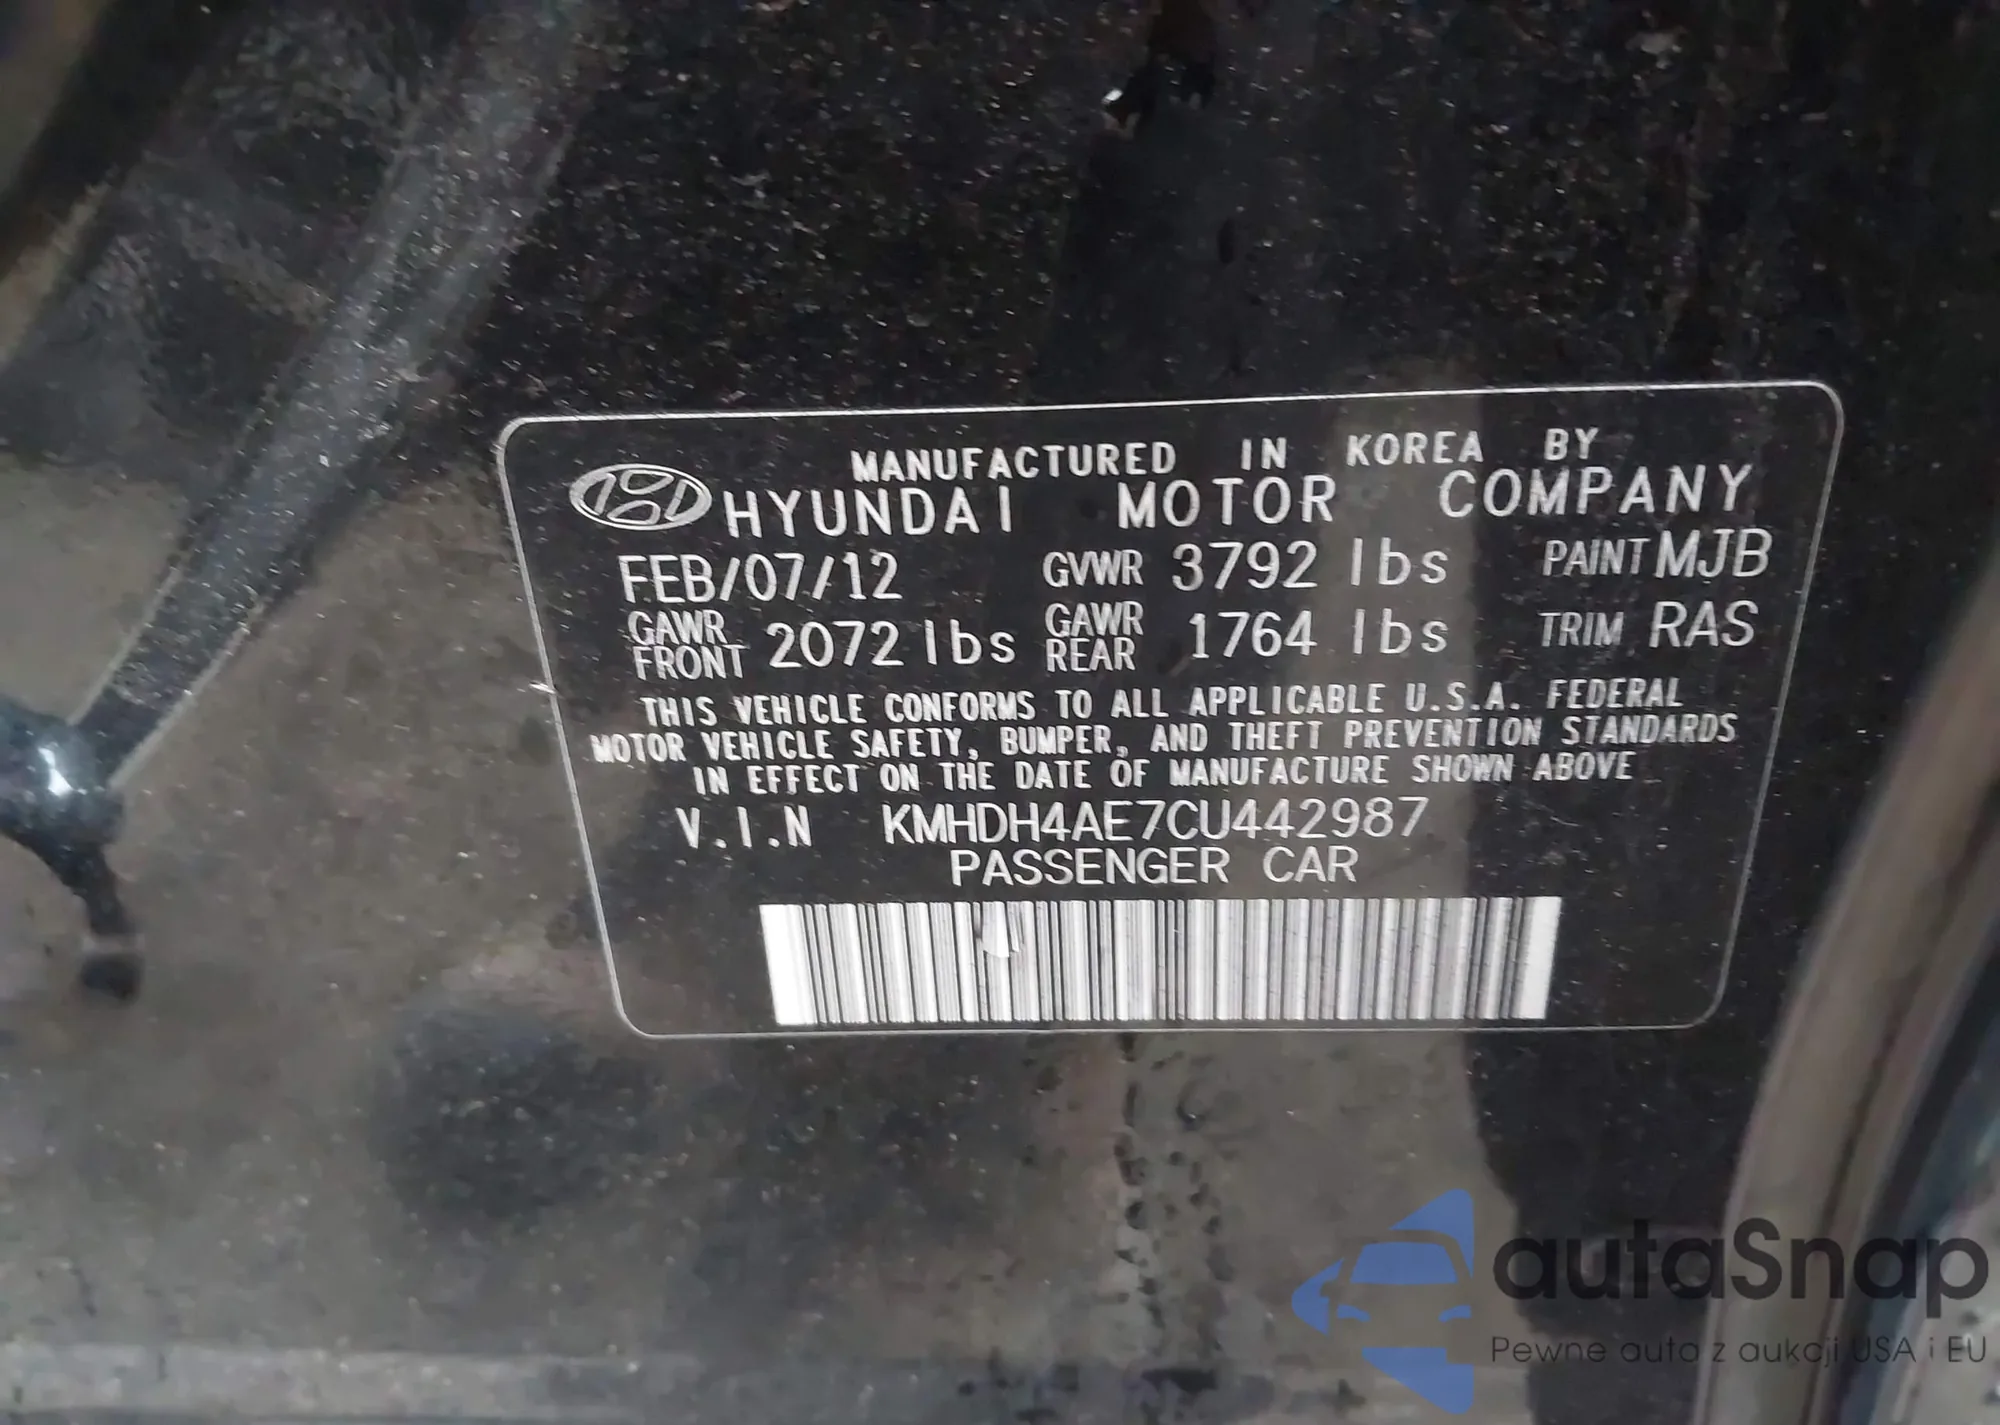 MANUFACTURED IN KOREA BY
HYUNDAI MOTOR COMPANY
FEB/07/12 GVWR 3792 lbs PAINT MJB
GAWR FRONT 2072 lbs GAWR REAR 1764 lbs TRIM RAS
THIS VEHICLE CONFORMS TO ALL APPLICABLE U.S.A. FEDERAL
MOTOR VEHICLE SAFETY, BUMPER, AND THEFT PREVENTION STANDARDS
IN EFFECT ON THE DATE OF MANUFACTURE SHOWN ABOVE
V.I.N KMHDH4AE7CU442987
PASSENGER CAR
autaSnap
Pewne auta z aukcji USA i EU